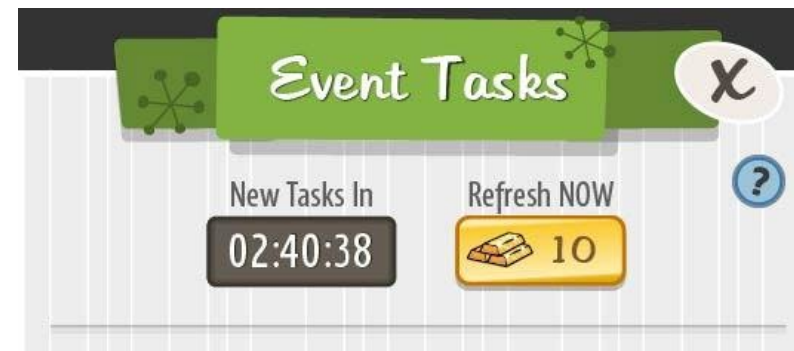 Event Tasks
X
?
New Tasks In
Refresh NOW
02:40:38
10